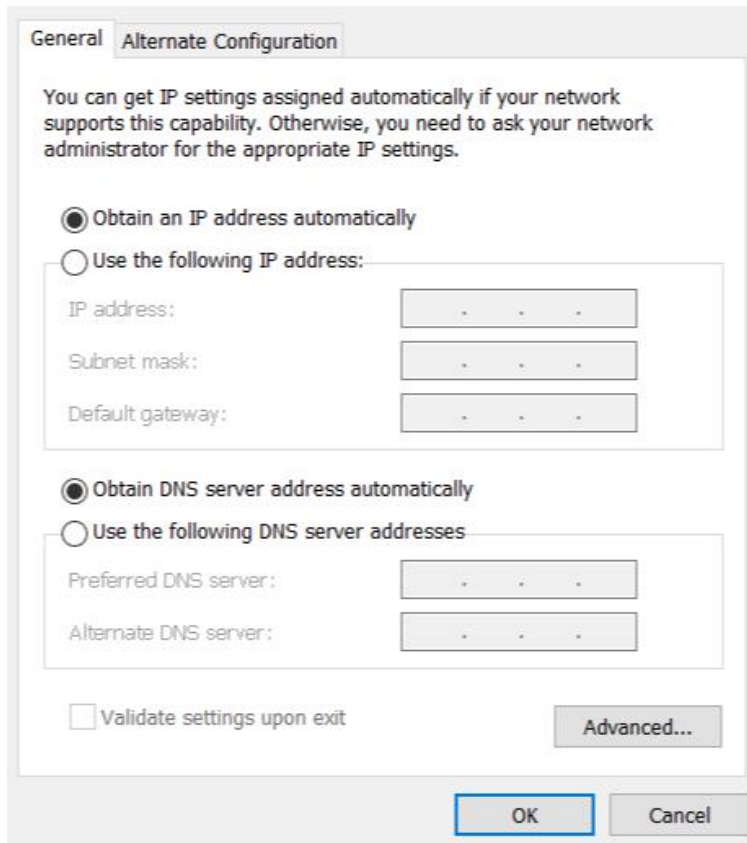 General
Alternate Configuration
You can get IP settings assigned automatically if your network
supports this capability. Otherwise, you need to ask your network
administrator for the appropriate IP settings.
Obtain an IP address automatically
Use the following IP address:
IP address:
Subnet mask:
Default gateway:
Obtain DNS server address automatically
Use the following DNS server addresses
Preferred DNS server:
Alternate DNS server:
Validate settings upon exit
Advanced...
OK
Cancel